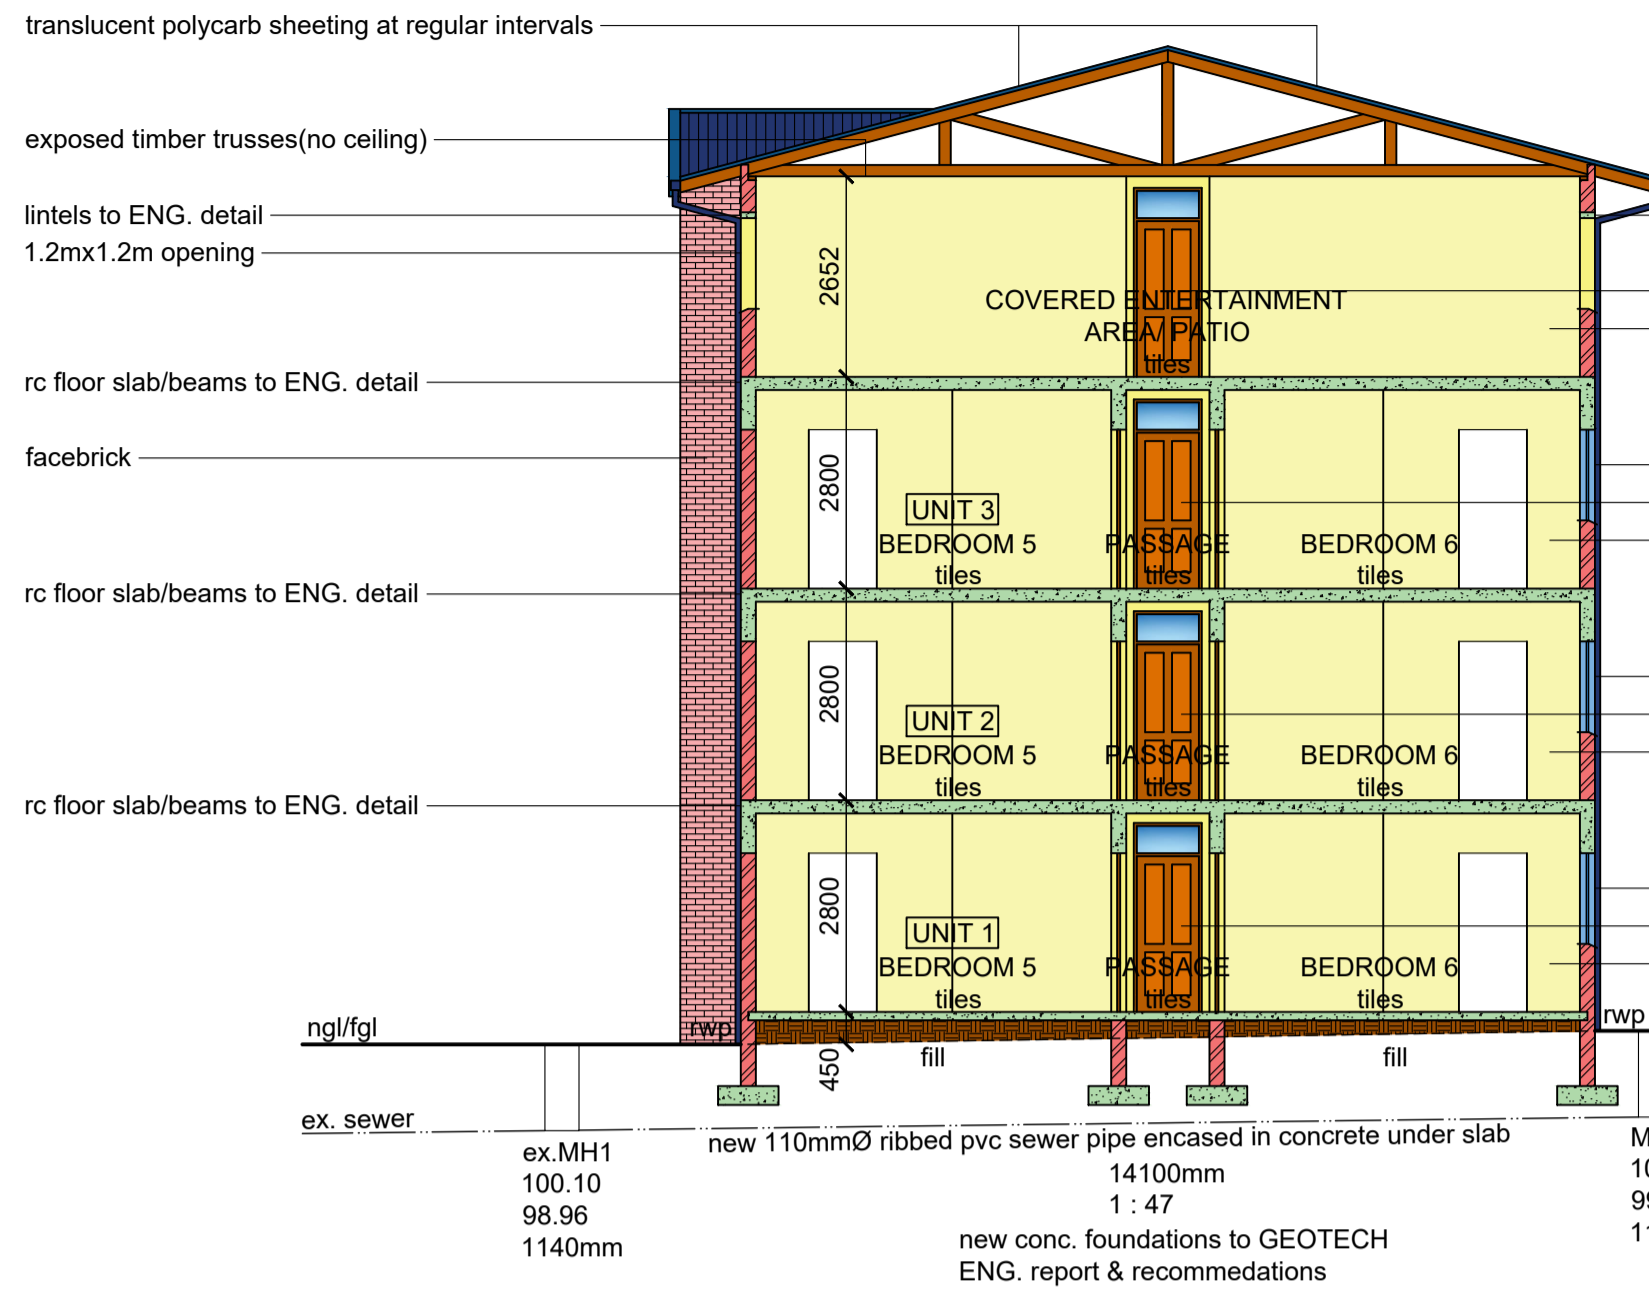 translucent polycarb sheeting at regular intervals
exposed timber trusses(no ceiling)
lintels to ENG. detail
1.2mx1.2m opening
2652
COVERED ENTERTAINMENT
AREA/ PATIO
tiles
rc floor slab/beams to ENG. detail
facebrick
2800
UNIT 3
BEDROOM 5
tiles
PASSAGE
tiles
BEDROOM 6
tiles
rc floor slab/beams to ENG. detail
2800
UNIT 2
BEDROOM 5
tiles
PASSAGE
tiles
BEDROOM 6
tiles
rc floor slab/beams to ENG. detail
2800
UNIT 1
BEDROOM 5
tiles
PASSAGE
tiles
BEDROOM 6
tiles
ngl/fgl
rwp
rwp
450
fill
fill
ex. sewer
new 110mmØ ribbed pvc sewer pipe encased in concrete under slab
14100mm
1 : 47
ex.MH1
100.10
98.96
1140mm
new conc. foundations to GEOTECH
ENG. report & recommedations